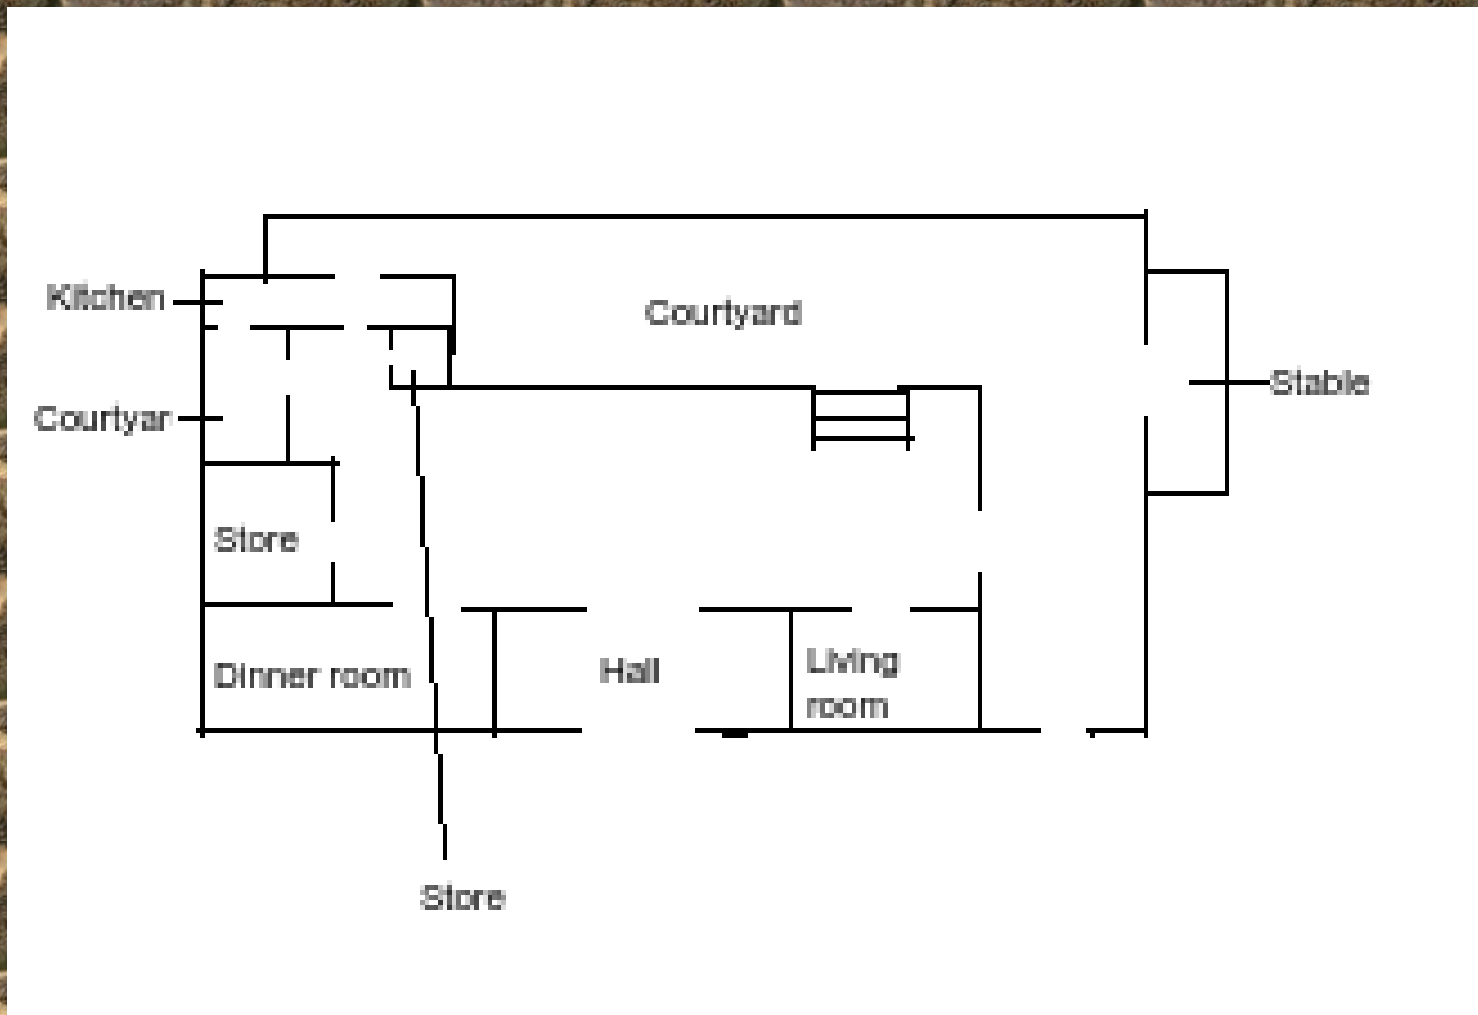 Kitchen
Courtyard
Stable
Courtyar
Store
Dinner room
Hall
Living
room
Store